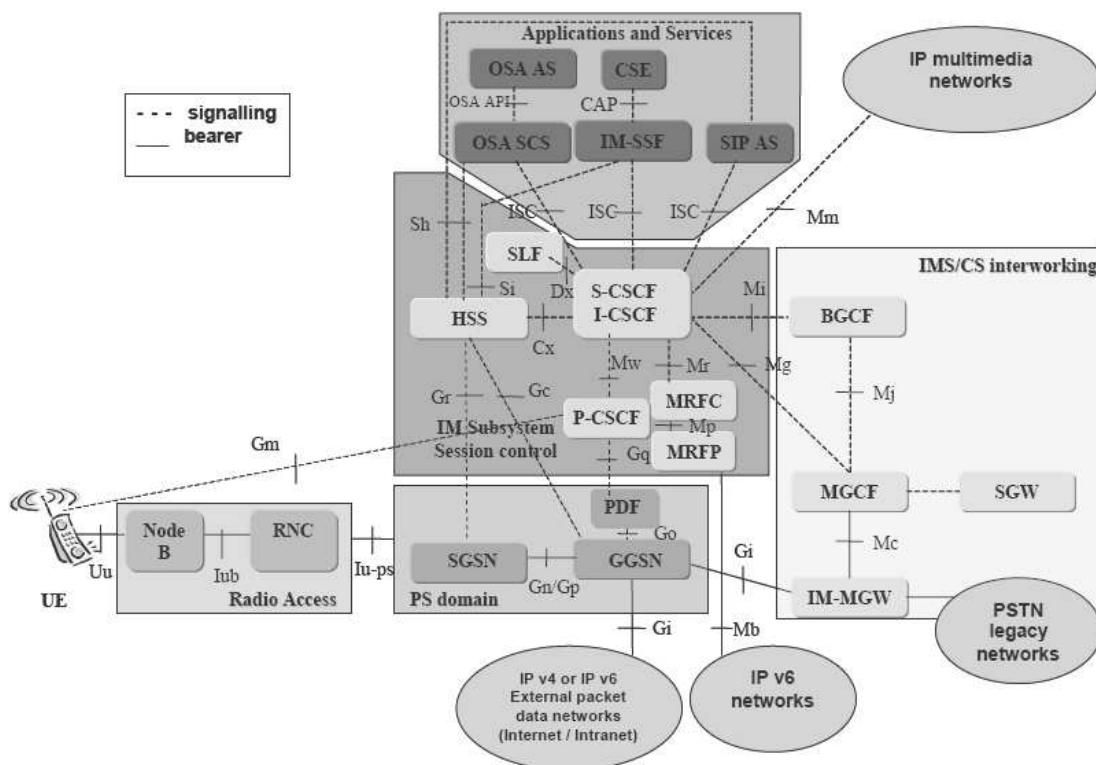 Applications and Services
OSA AS
CSE
OSA API
CAP
OSA SCS
IM-SSF
SIP AS
IP multimedia
networks
signalling
bearer
Sh
ISC
ISC
ISC
Mm
SLF
Si
Dx
S-CSCF
I-CSCF
HSS
Cx
Mi
IMS/CS interworking
BGCF
Mw
Mr
Mg
Gr
Gc
MRFC
Mj
P-CSCF
Mp
IM Subsystem
Session control
Gq
MRFP
Gm
MGCF
SGW
PDF
Go
Node
B
RNC
SGSN
GGSN
Gi
Mc
Uu
Iub
Iu-ps
Gn/Gp
UE
Radio Access
PS domain
IM-MGW
Gi
Mb
PSTN
legacy
networks
IP v4 or IP v6
External packet
data networks
(Internet / Intranet)
IP v6
networks